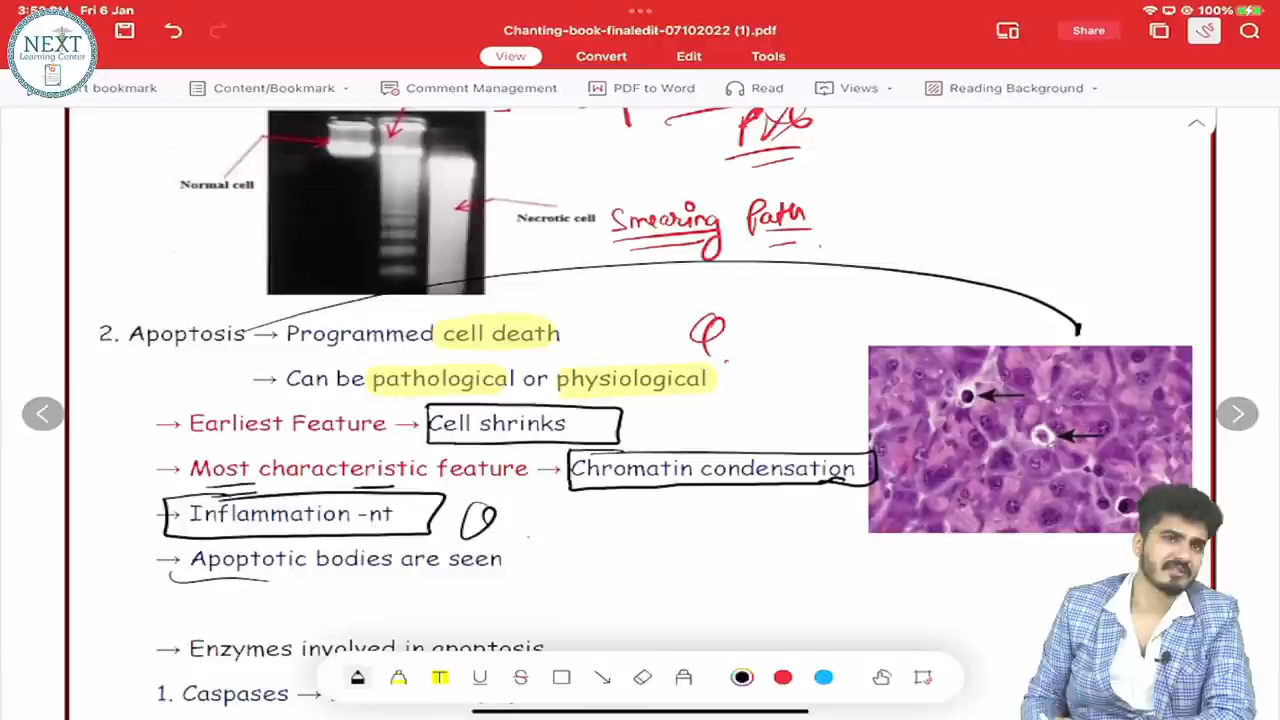 3:53 PM Fri 6 Jan
100%
NEXT
Learning Center
Chanting-book-finaledit-07102022 (1).pdf
Share
View Convert Edit Tools
bookmark Content/Bookmark Comment Management PDF to Word Read Views Reading Background
Normal cell
Necrotic cell
Smearing Path
2. Apoptosis → Programmed cell death
→ Can be pathological or physiological
→ Earliest Feature → Cell shrinks
→ Most characteristic feature → Chromatin condensation
→ Inflammation -nt
→ Apoptotic bodies are seen
→ Enzymes involved in apoptosis
1. Caspases →